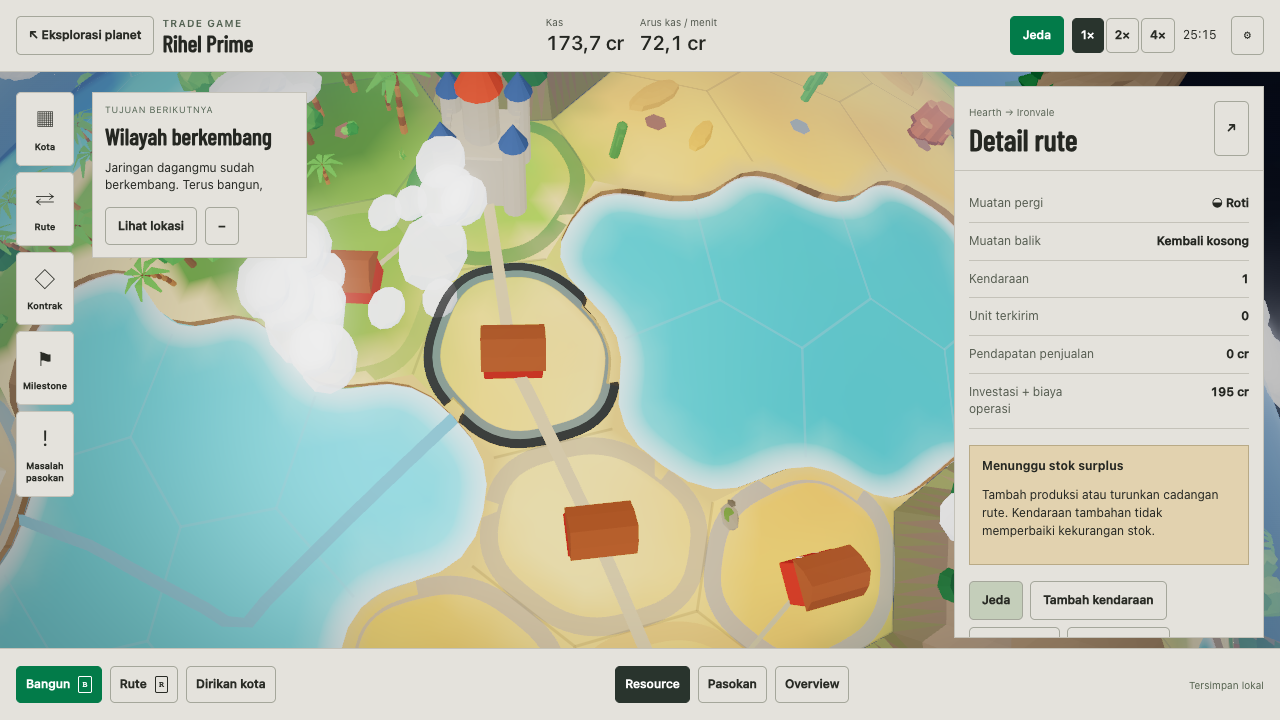 Eksplorasi planet
TRADE GAME
Rihel Prime
Kas
173,7 cr
Arus kas / menit
72,1 cr
Jeda
1×
2×
4×
25:15
Kota
Rute
Kontrak
Milestone
Masalah
pasokan
TUJUAN BERIKUTNYA
Wilayah berkembang
Jaringan dagangmu sudah
berkembang. Terus bangun,
Lihat lokasi
–
Hearth → Ironvale
Detail rute
Muatan pergi
Roti
Muatan balik
Kembali kosong
Kendaraan
1
Unit terkirim
0
Pendapatan penjualan
0 cr
Investasi + biaya
operasi
195 cr
Menunggu stok surplus
Tambah produksi atau turunkan cadangan
rute. Kendaraan tambahan tidak
memperbaiki kekurangan stok.
Jeda
Tambah kendaraan
Bangun B
Rute R
Dirikan kota
Resource
Pasokan
Overview
Tersimpan lokal